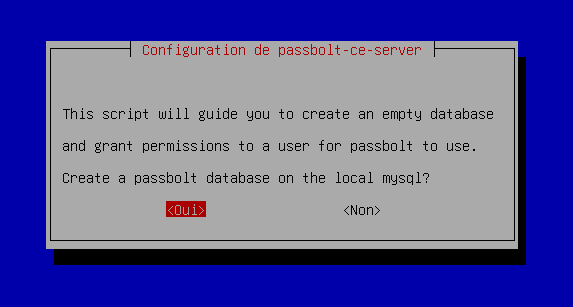 Configuration de passbolt-ce-server
This script will guide you to create an empty database
and grant permissions to a user for passbolt to use.
Create a passbolt database on the local mysql?
<Oui> <Non>